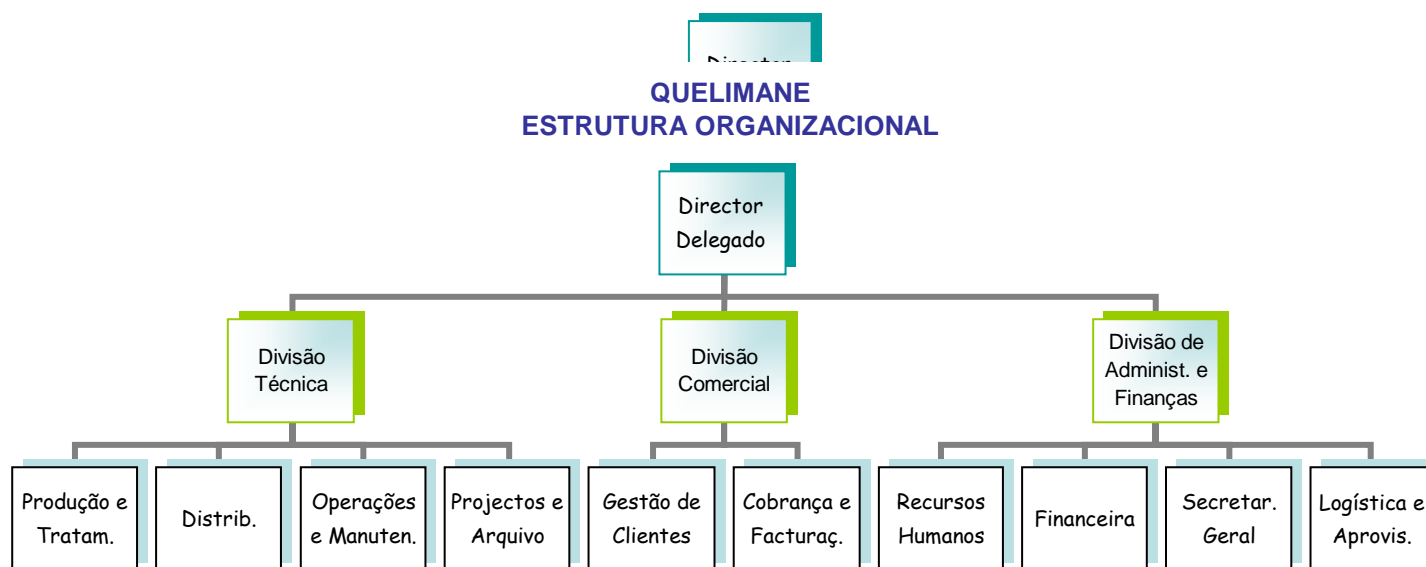 QUELIMANE
ESTRUTURA ORGANIZACIONAL
Director
Delegado
Divisão
Técnica
Divisão
Comercial
Divisão de
Administ. e
Finanças
Produção e
Tratam.
Distrib.
Operações
e Manuten.
Projectos e
Arquivo
Gestão de
Clientes
Cobrança e
Facturaç.
Recursos
Humanos
Financeira
Secretar.
Geral
Logística e
Aprovis.